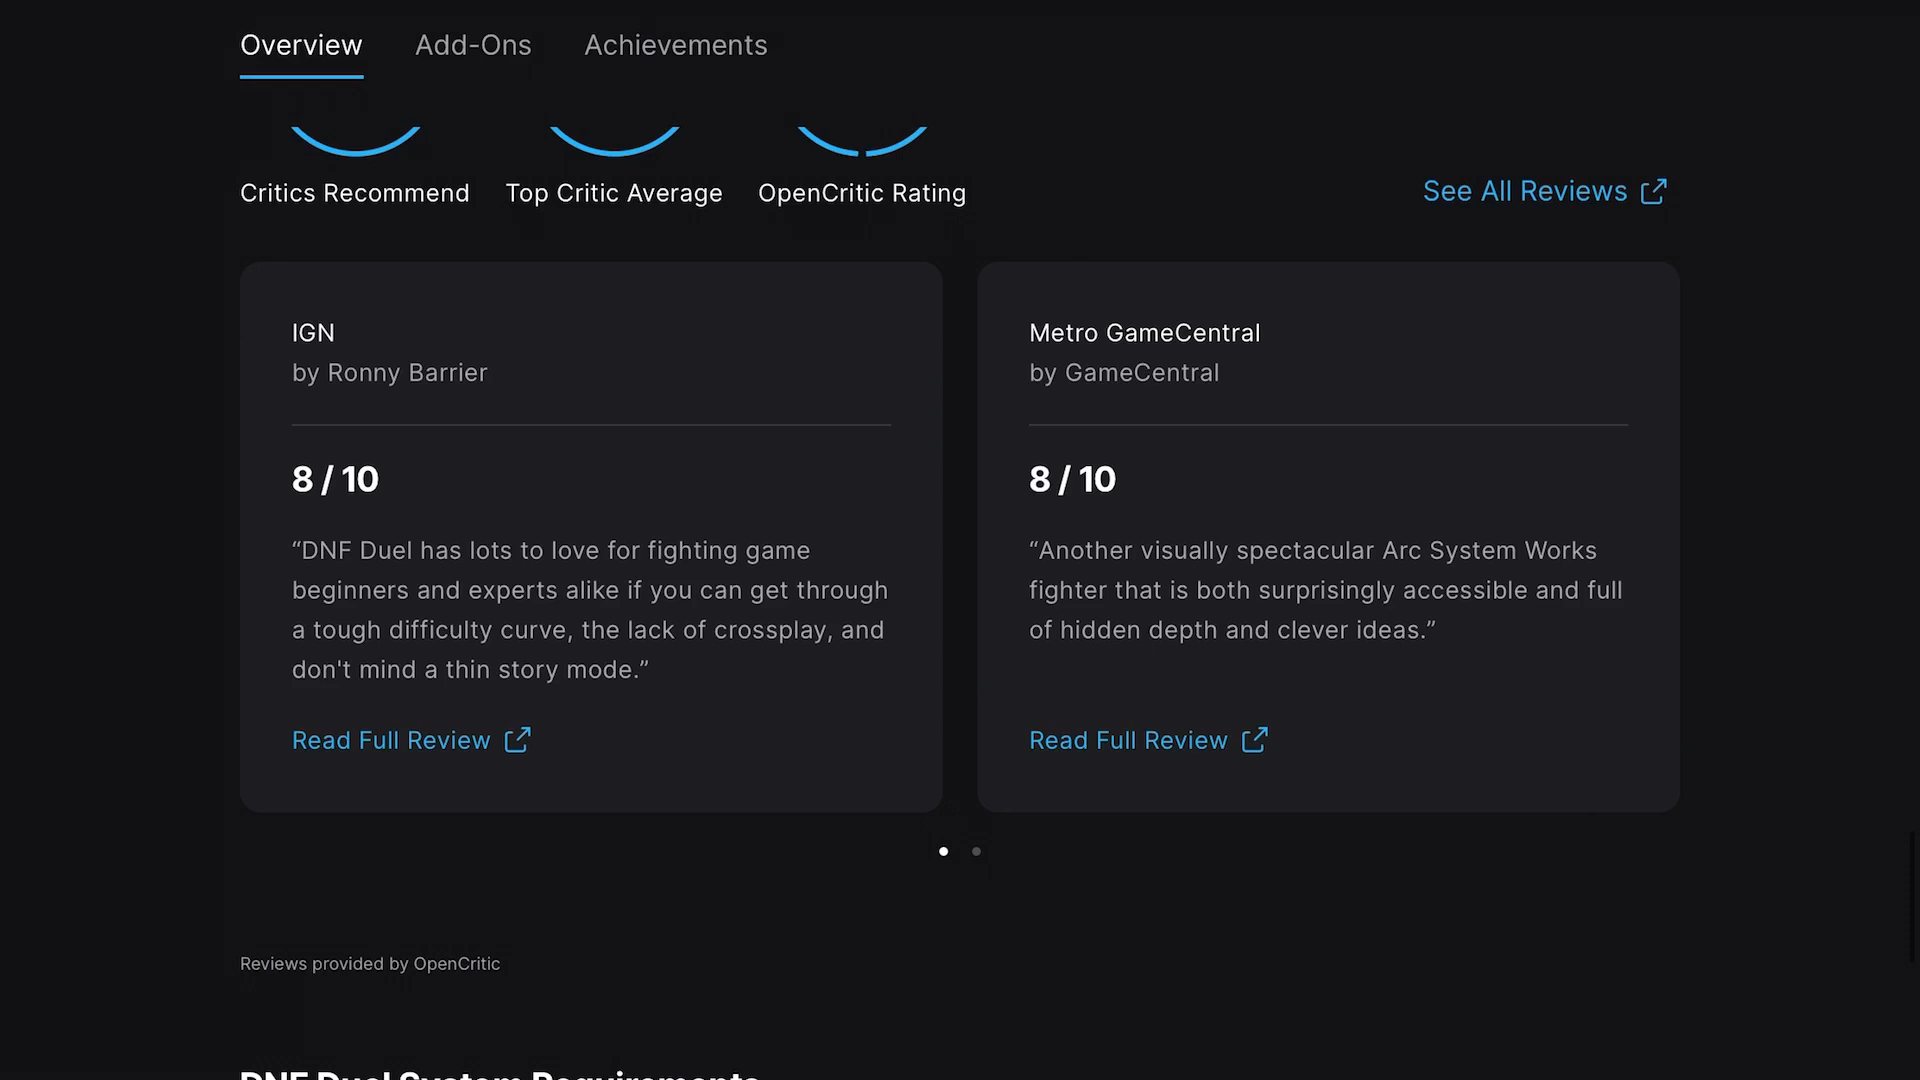 Overview Add-Ons Achievements
Critics Recommend Top Critic Average OpenCritic Rating
See All Reviews
IGN
by Ronny Barrier
8 / 10
“DNF Duel has lots to love for fighting game
beginners and experts alike if you can get through
a tough difficulty curve, the lack of crossplay, and
don't mind a thin story mode.”
Read Full Review
Metro GameCentral
by GameCentral
8 / 10
“Another visually spectacular Arc System Works
fighter that is both surprisingly accessible and full
of hidden depth and clever ideas.”
Read Full Review
Reviews provided by OpenCritic
DNF Duel System Requirements